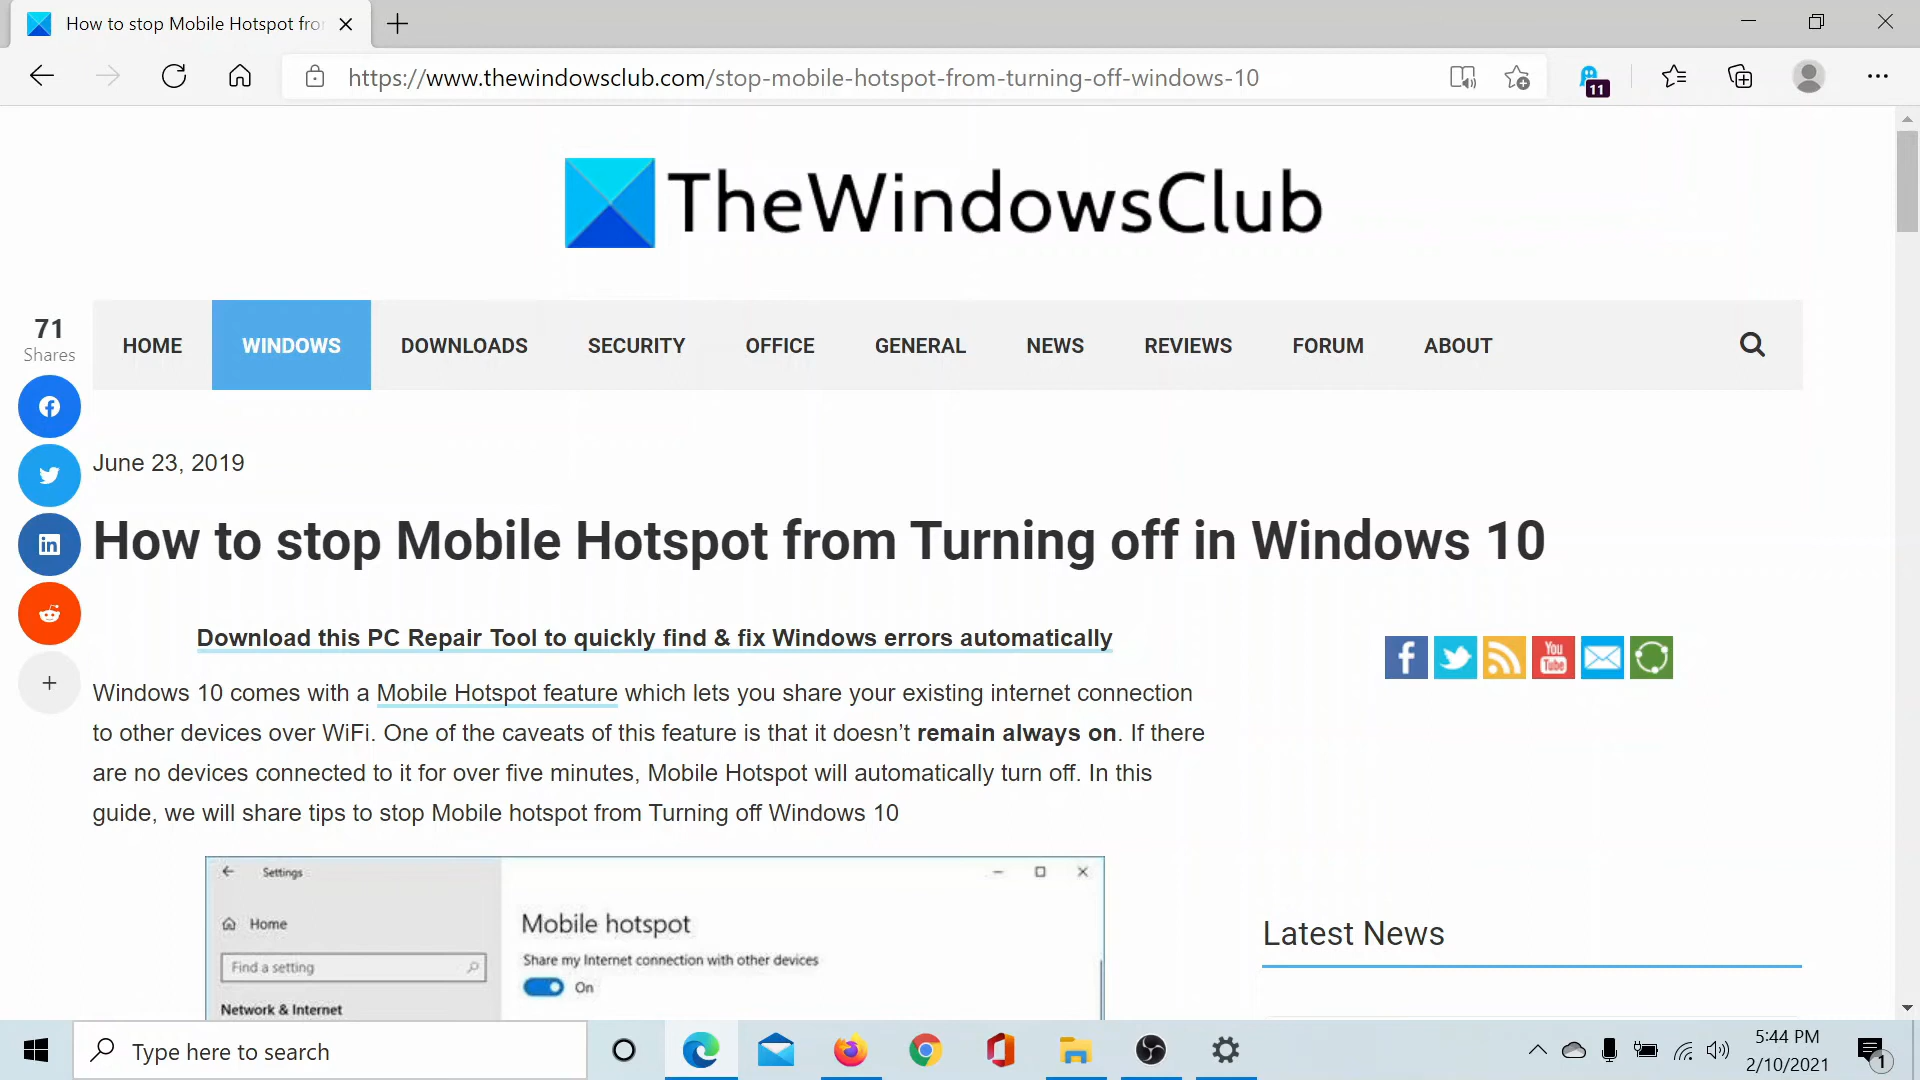 How to stop Mobile Hotspot fro
https://www.thewindowsclub.com/stop-mobile-hotspot-from-turning-off-windows-10
11
TheWindowsClub
HOME WINDOWS DOWNLOADS SECURITY OFFICE GENERAL NEWS REVIEWS FORUM ABOUT
71
Shares
June 23, 2019
How to stop Mobile Hotspot from Turning off in Windows 10
Download this PC Repair Tool to quickly find & fix Windows errors automatically
You
Tube
Windows 10 comes with a Mobile Hotspot feature which lets you share your existing internet connection
to other devices over WiFi. One of the caveats of this feature is that it doesn’t remain always on. If there
are no devices connected to it for over five minutes, Mobile Hotspot will automatically turn off. In this
guide, we will share tips to stop Mobile hotspot from Turning off Windows 10
Settings
Home
Find a setting
Network & Internet
Mobile hotspot
Share my Internet connection with other devices
On
Latest News
Type here to search
5:44 PM
2/10/2021
1